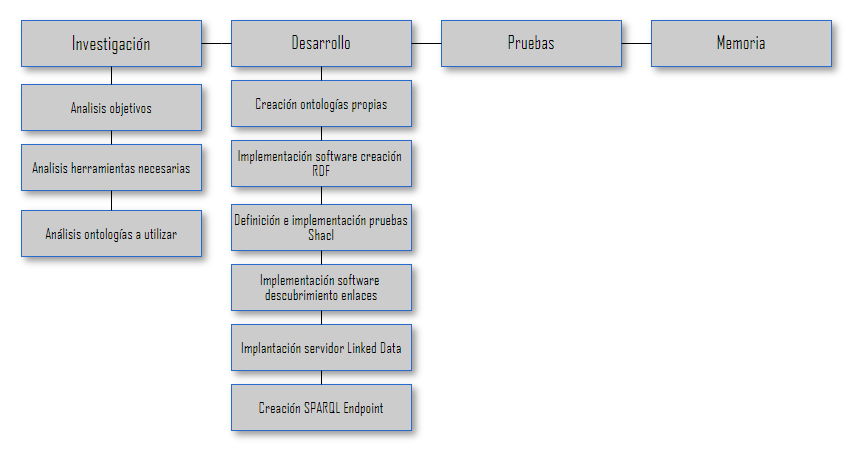 Investigación
Desarrollo
Pruebas
Memoria
Analisis objetivos
Analisis herramientas necesarias
Análisis ontologías a utilizar
Creación ontologías propias
Implementación software creación
RDF
Definición e implementación pruebas
Shacl
Implementación software
descubrimiento enlaces
Implantación servidor Linked Data
Creación SPARQL Endpoint